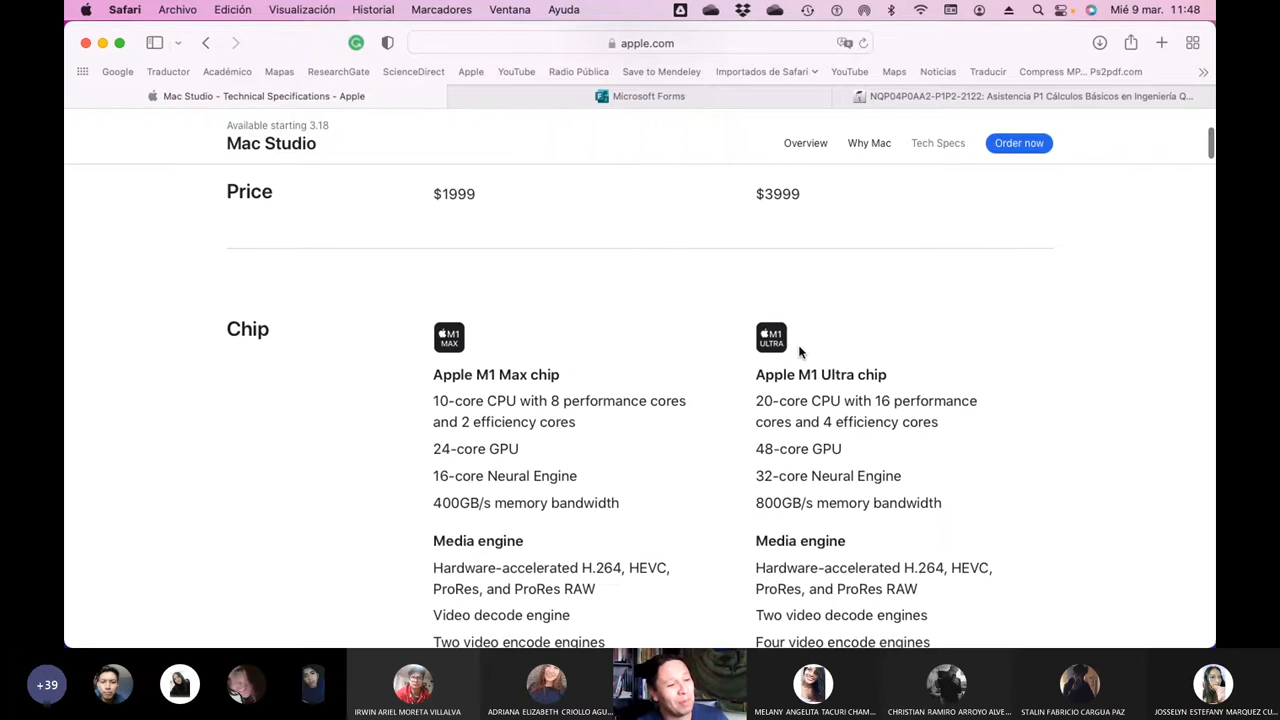 Safari Archivo Edición Visualización Historial Marcadores Ventana Ayuda Mié 9 mar. 11:48
apple.com
Google Traductor Académico Mapas ResearchGate ScienceDirect Apple YouTube Radio Pública Save to Mendeley Importados de Safari YouTube Maps Noticias Traducir Compress MP... Ps2pdf.com
Mac Studio - Technical Specifications - Apple Microsoft Forms NQP04P0AA2-P1P2-2122: Asistencia P1 Cálculos Básicos en Ingeniería Q...
Available starting 3.18
Mac Studio Overview Why Mac Tech Specs Order now
Price $1999 $3999
Chip
M1 MAX M1 ULTRA
Apple M1 Max chip Apple M1 Ultra chip
10-core CPU with 8 performance cores 20-core CPU with 16 performance
and 2 efficiency cores cores and 4 efficiency cores
24-core GPU 48-core GPU
16-core Neural Engine 32-core Neural Engine
400GB/s memory bandwidth 800GB/s memory bandwidth
Media engine Media engine
Hardware-accelerated H.264, HEVC, Hardware-accelerated H.264, HEVC,
ProRes, and ProRes RAW ProRes, and ProRes RAW
Video decode engine Two video decode engines
Two video encode engines Four video encode engines
+39
IRWIN ARIEL MORETA VILLALVA ADRIANA ELIZABETH CRIOLLO AGU... MELANY ANGELITA TACURI CHAM... CHRISTIAN RAMIRO ARROYO ALVE... STALIN FABRICIO CARGUA PAZ JOSSELYN ESTEFANY MARQUEZ CU...